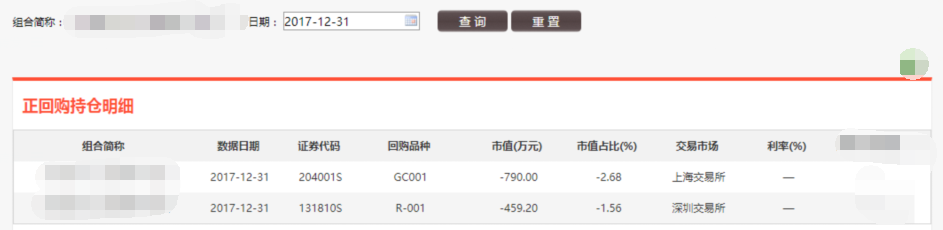 组合简称： 日期： 2017-12-31 查 询 重 置
正回购持仓明细
组合简称 数据日期 证券代码 回购品种 市值(万元) 市值占比(%) 交易市场 利率(%)
2017-12-31 204001S GC001 -790.00 -2.68 上海交易所 —
2017-12-31 131810S R-001 -459.20 -1.56 深圳交易所 —